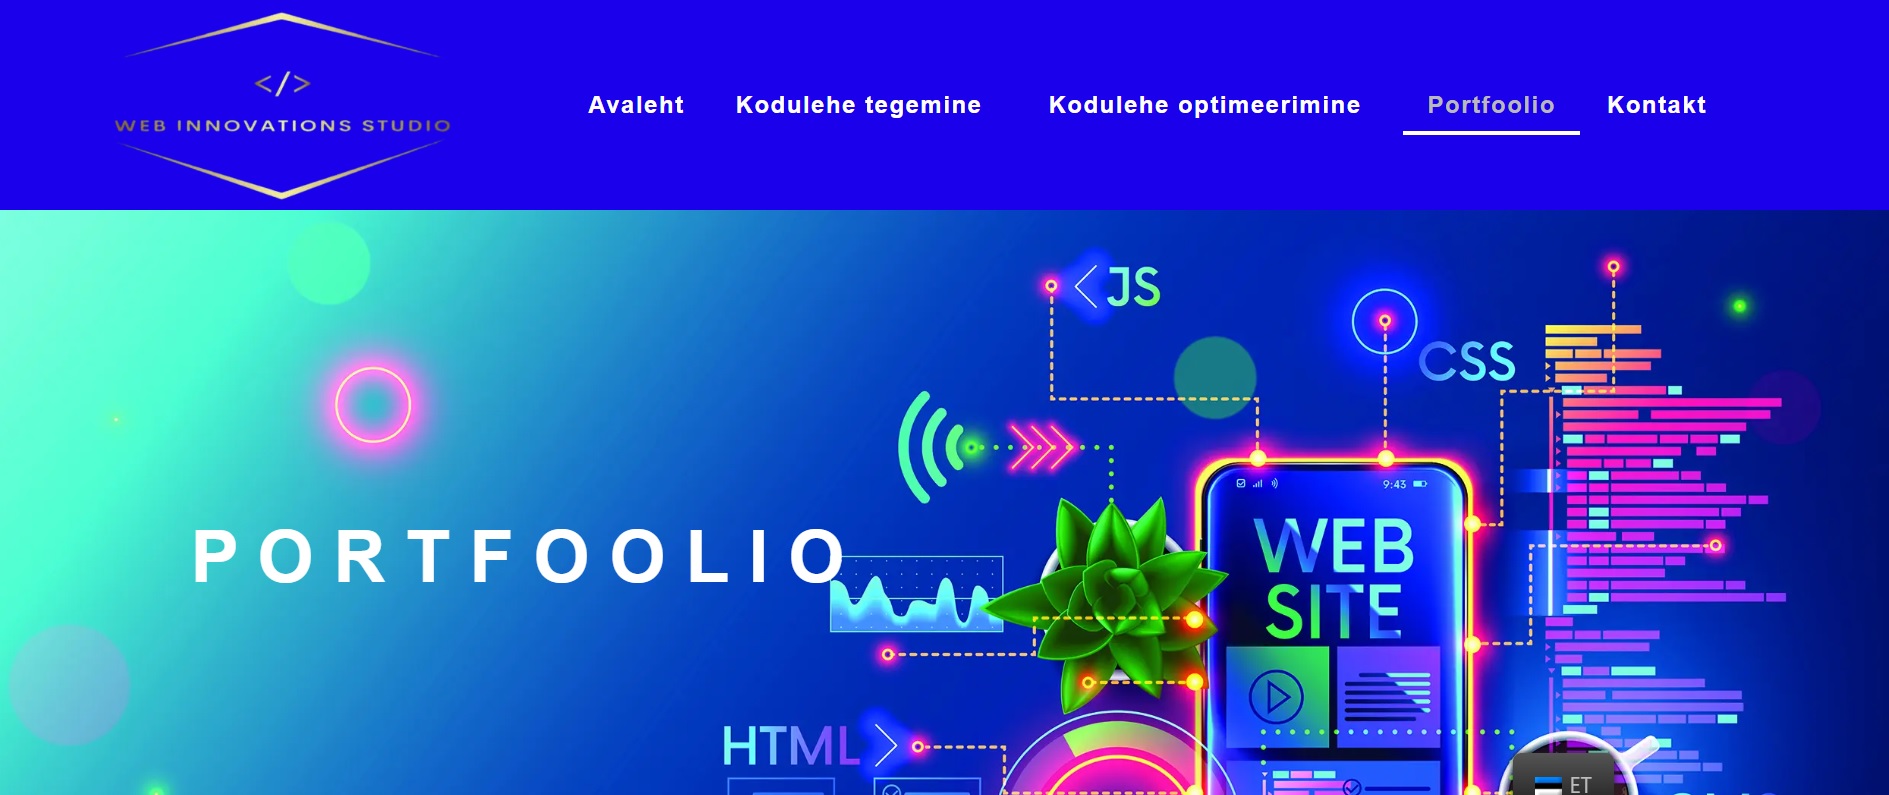 </>
WEB INNOVATIONS STUDIO
Avaleht Kodulehe tegemine Kodulehe optimeerimine Portfoolio Kontakt
JS
CSS
9:43
WEB
SITE
PORTFOOLIO
HTML
ET